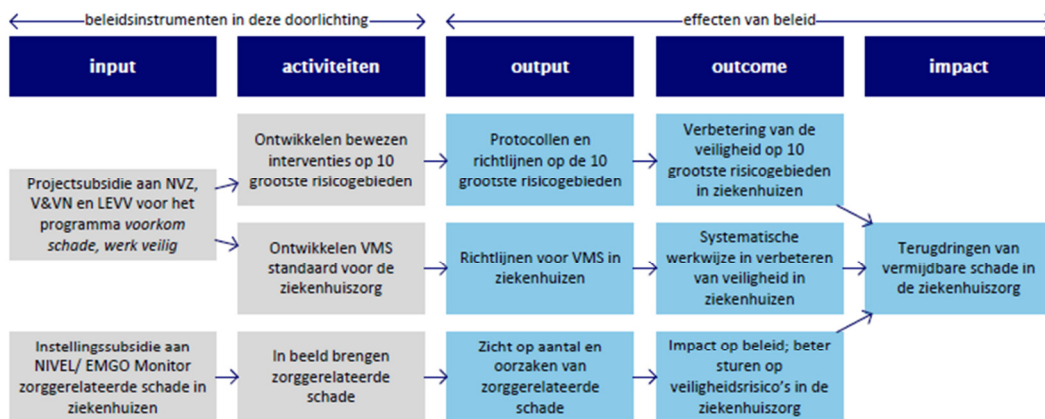 beleidsinstrumenten in deze doorlichting
effecten van beleid
input
activiteiten
output
outcome
impact
Projectsubsidie aan NVZ,
V&VN en LEVV voor het
programma voorkom
schade, werk veilig
Ontwikkelen bewezen
interventies op 10
grootste risicogebieden
Protocollen en
richtlijnen op de 10
grootste risicogebieden
Verbetering van de
veiligheid op 10
grootste risicogebieden
in ziekenhuizen
Ontwikkelen VMS
standaard voor de
ziekenhuiszorg
Richtlijnen voor VMS in
ziekenhuizen
Systematische
werkwijze in verbeteren
van veiligheid in
ziekenhuizen
Terugdringen van
vermijdbare schade in
de ziekenhuiszorg
Instellingssubsidie aan
NIVEL/ EMGO Monitor
zorggerelateerde schade in
ziekenhuizen
In beeld brengen
zorggerelateerde
schade
Zicht op aantal en
oorzaken van
zorggerelateerde
schade
Impact op beleid; beter
sturen op
veiligheidsrisico's in de
ziekenhuiszorg